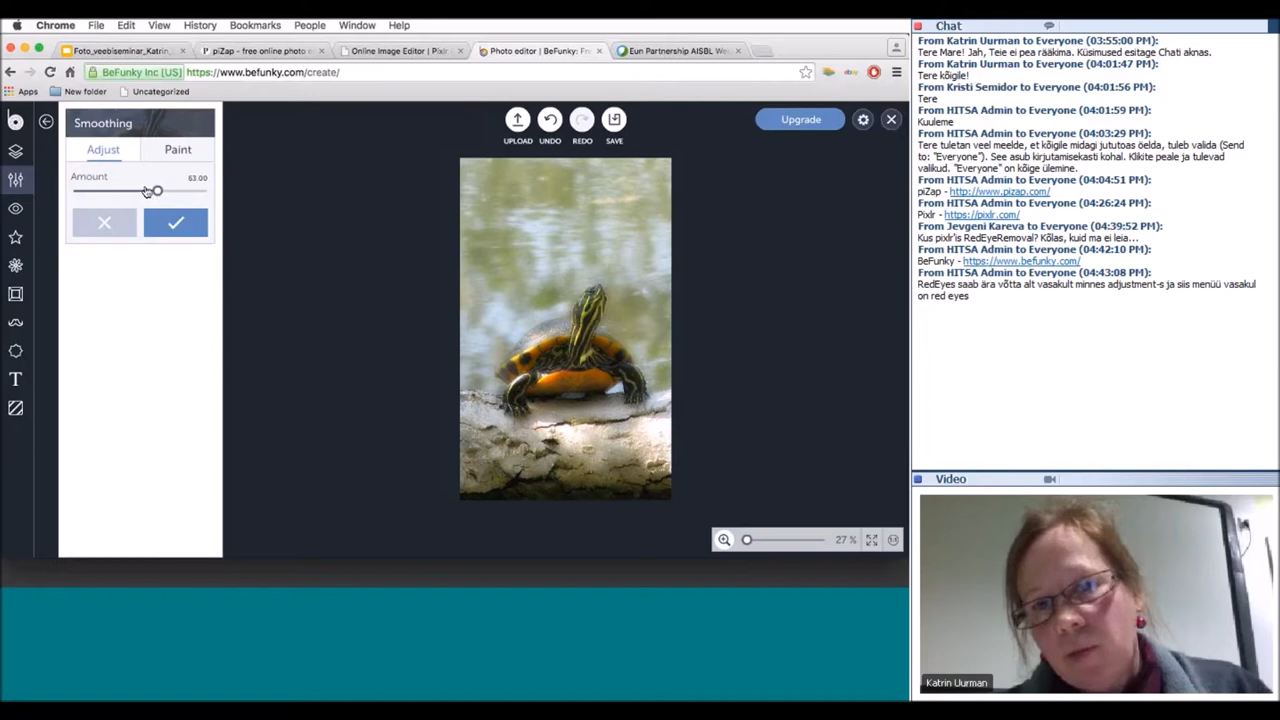 Chrome File Edit View History Bookmarks People Window Help
Foto_veebiseminar_Katrin_
piZap - free online photo e
Online Image Editor | Pixlr
Photo editor | BeFunky: Fre
Eun Partnership AISBL We
BeFunky Inc [US] https://www.befunky.com/create/
Apps New folder Uncategorized
Smoothing
Adjust Paint
Amount 63.00
UPLOAD UNDO REDO SAVE
Upgrade
27 %
Chat
From Katrin Uurman to Everyone (03:55:00 PM):
Tere Mare! Jah, Teie ei pea rääkima. Küsimused esitage Chati aknas.
From Katrin Uurman to Everyone (04:01:47 PM):
Tere kõigile!
From Kristi Semidor to Everyone (04:01:56 PM):
Tere
From HITSA Admin to Everyone (04:01:59 PM):
Kuuleme
From HITSA Admin to Everyone (04:03:29 PM):
Tere tuletan veel meelde, et kõigile midagi jututoas öelda, tuleb valida (Send
to: "Everyone"). See asub kirjutamisekasti kohal. Klikite peale ja tulevad
valikud. "Everyone" on kõige ülemine.
From HITSA Admin to Everyone (04:04:51 PM):
piZap - http://www.pizap.com/
From HITSA Admin to Everyone (04:26:24 PM):
Pixlr - https://pixlr.com/
From Jevgeni Kareva to Everyone (04:39:52 PM):
Kus pixlr'is RedEyeRemoval? Kõlas, kuid ma ei leia...
From HITSA Admin to Everyone (04:42:10 PM):
BeFunky - https://www.befunky.com/
From HITSA Admin to Everyone (04:43:08 PM):
RedEyes saab ära võtta alt vasakult minnes adjustment-s ja siis menüü vasakul
on red eyes
Video
Katrin Uurman